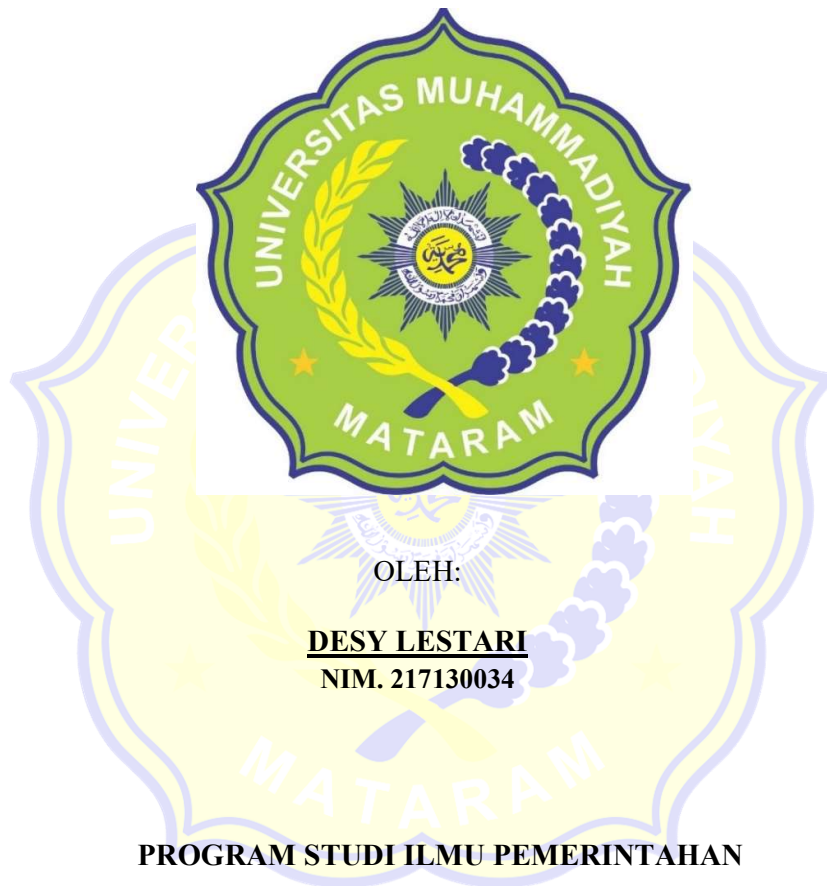 UNIVERSITAS MUHAMMADIYAH
MATARAM
OLEH:
DESY LESTARI
NIM. 217130034
PROGRAM STUDI ILMU PEMERINTAHAN